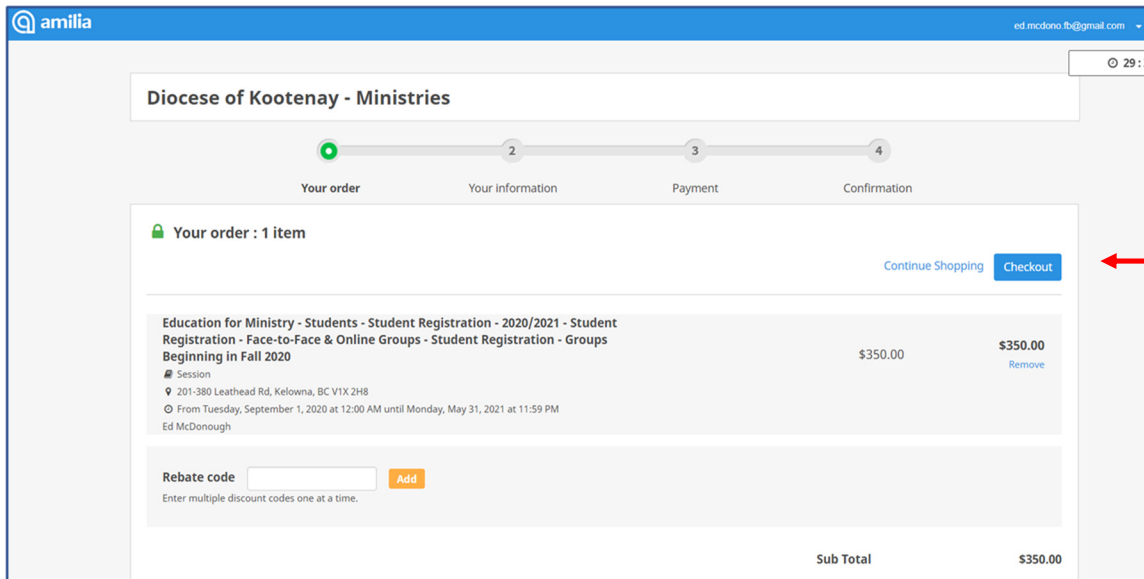 amilia
ed.mcdono.fb@gmail.com
29 :
Diocese of Kootenay - Ministries
2
3
4
Your order
Your information
Payment
Confirmation
Your order : 1 item
Continue Shopping
Checkout
Education for Ministry - Students - Student Registration - 2020/2021 - Student
Registration - Face-to-Face & Online Groups - Student Registration - Groups
Beginning in Fall 2020
$350.00
$350.00
Remove
Session
201-380 Leathead Rd, Kelowna, BC V1X 2H8
From Tuesday, September 1, 2020 at 12:00 AM until Monday, May 31, 2021 at 11:59 PM
Ed McDonough
Rebate code
Add
Enter multiple discount codes one at a time.
Sub Total
$350.00